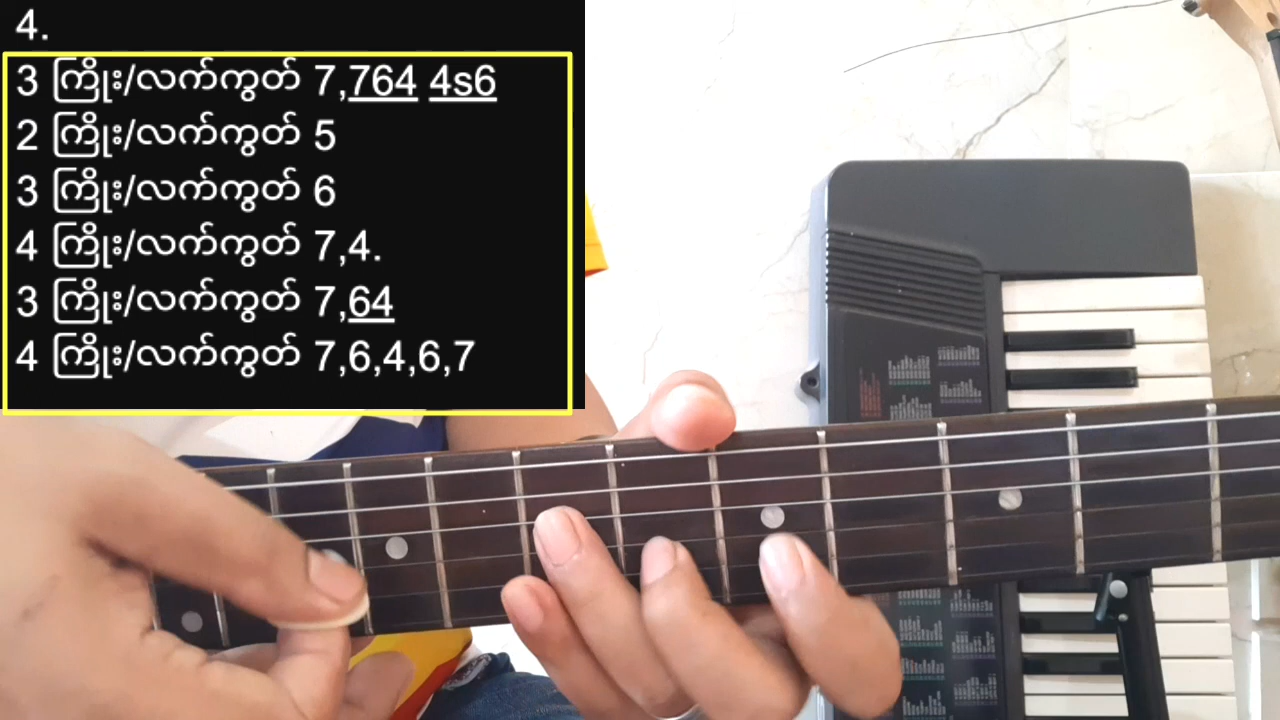 4.
3 ကြိုး/လက်ကွတ် 7,764 4s6
2 ကြိုး/လက်ကွတ် 5
3 ကြိုး/လက်ကွတ် 6
4 ကြိုး/လက်ကွတ် 7,4.
3 ကြိုး/လက်ကွတ် 7,64
4 ကြိုး/လက်ကွတ် 7,6,4,6,7